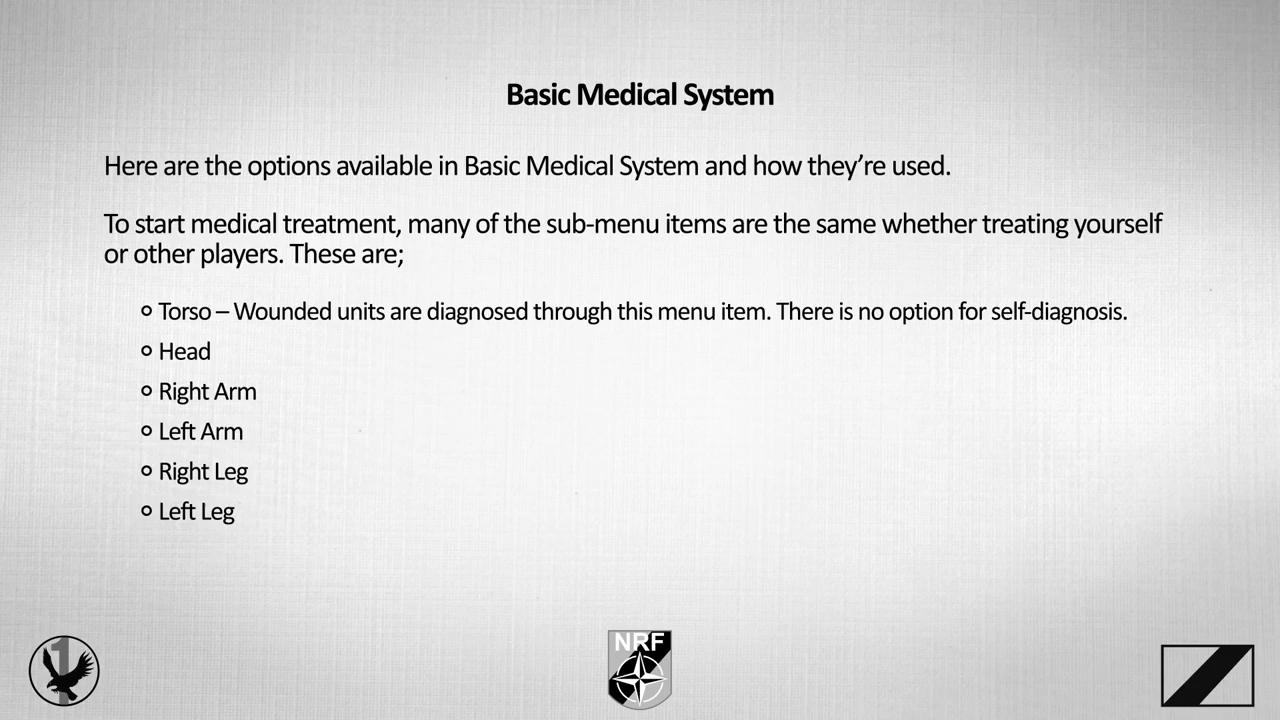 Basic Medical System
Here are the options available in Basic Medical System and how they’re used.
To start medical treatment, many of the sub-menu items are the same whether treating yourself
or other players. These are;
Torso – Wounded units are diagnosed through this menu item. There is no option for self-diagnosis.
Head
Right Arm
Left Arm
Right Leg
Left Leg
1
NRF